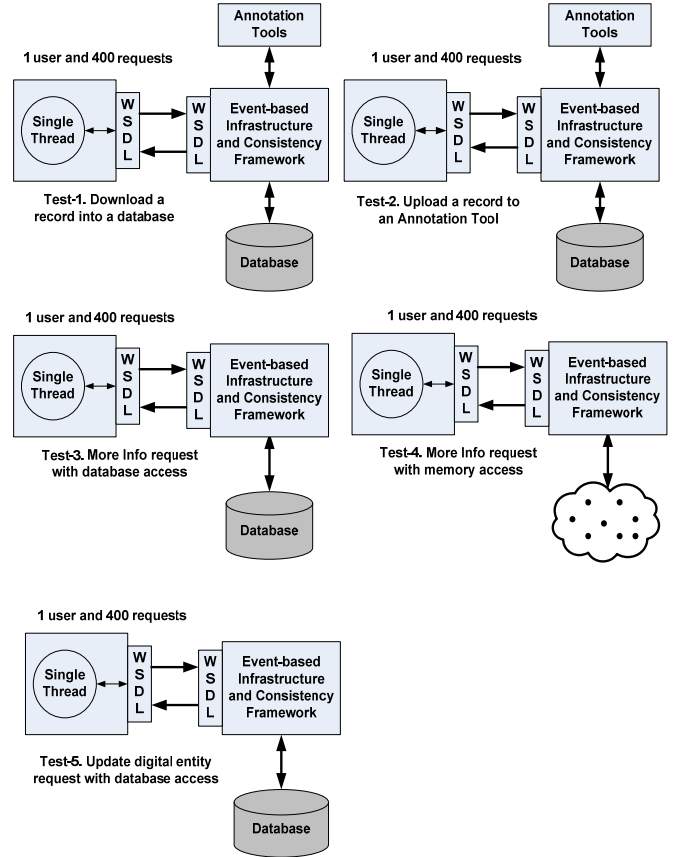 Annotation
Tools
1 user and 400 requests
Single
Thread
W
S
D
L
W
S
D
L
Event-based
Infrastructure
and Consistency
Framework
Test-1. Download a
record into a database
Database
Annotation
Tools
1 user and 400 requests
Single
Thread
W
S
D
L
W
S
D
L
Event-based
Infrastructure
and Consistency
Framework
Test-2. Upload a record to
an Annotation Tool
Database
1 user and 400 requests
Single
Thread
W
S
D
L
W
S
D
L
Event-based
Infrastructure
and Consistency
Framework
Test-3. More Info request
with database access
Database
1 user and 400 requests
Single
Thread
W
S
D
L
W
S
D
L
Event-based
Infrastructure
and Consistency
Framework
Test-4. More Info request
with memory access
1 user and 400 requests
Single
Thread
W
S
D
L
W
S
D
L
Event-based
Infrastructure
and Consistency
Framework
Test-5. Update digital entity
request with database access
Database